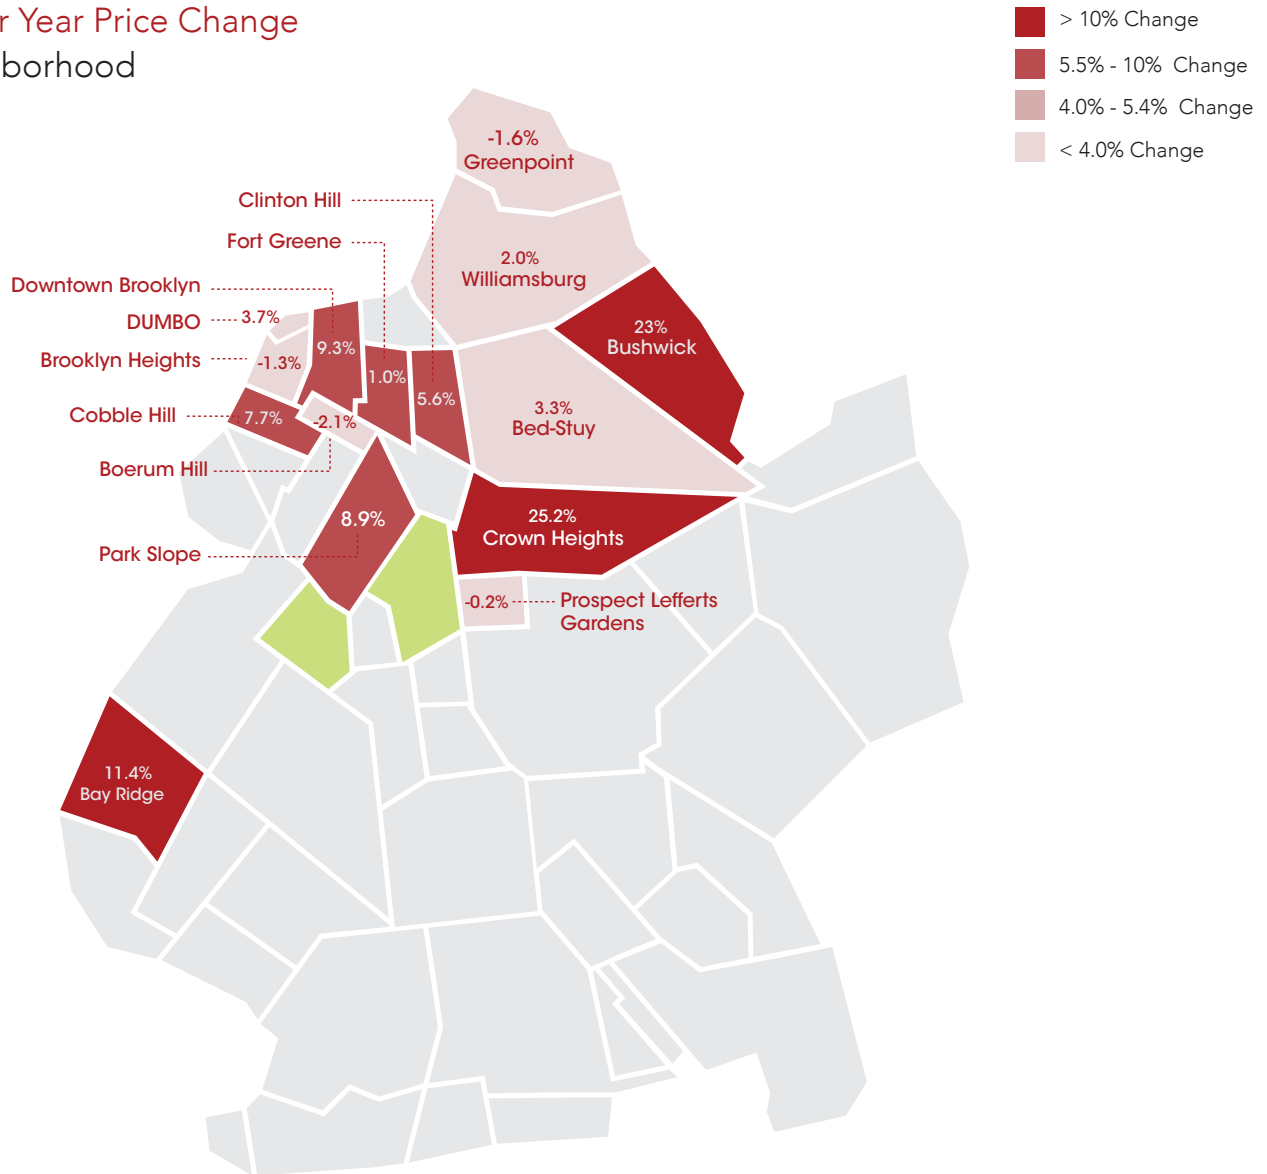 r Year Price Change
borhood
> 10% Change
5.5% - 10% Change
4.0% - 5.4% Change
< 4.0% Change
-1.6%
Greenpoint
Clinton Hill
Fort Greene
2.0%
Williamsburg
Downtown Brooklyn
DUMBO
3.7%
23%
Bushwick
Brooklyn Heights
-1.3%
9.3%
1.0%
5.6%
Cobble Hill
7.7%
-2.1%
3.3%
Bed-Stuy
Boerum Hill
8.9%
25.2%
Crown Heights
Park Slope
-0.2%
Prospect Lefferts
Gardens
11.4%
Bay Ridge